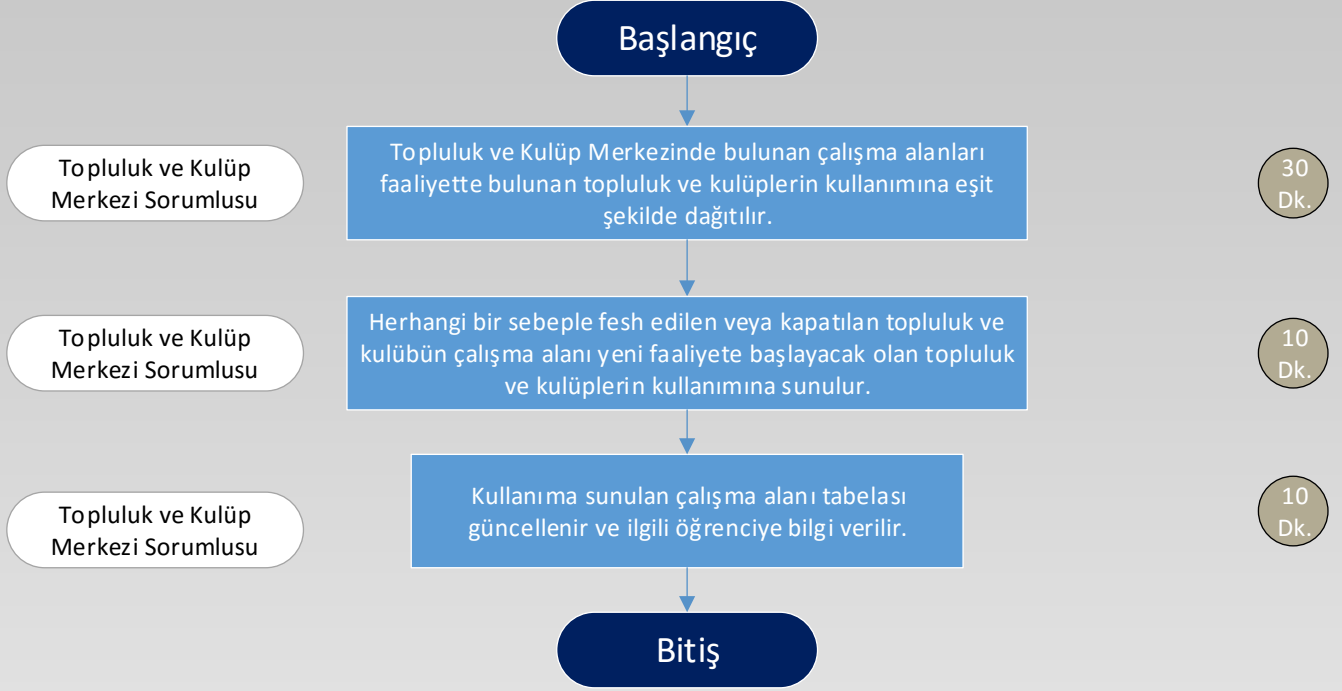 Başlangıç
Topluluk ve Kulüp
Merkezi Sorumlusu
Topluluk ve Kulüp Merkezinde bulunan çalışma alanları
faaliyette bulunan topluluk ve kulüplerin kullanımına eşit
şekilde dağıtılır.
30
Dk.
Topluluk ve Kulüp
Merkezi Sorumlusu
Herhangi bir sebeple fesh edilen veya kapatılan topluluk ve
kulübün çalışma alanı yeni faaliyete başlayacak olan topluluk
ve kulüplerin kullanımına sunulur.
10
Dk.
Topluluk ve Kulüp
Merkezi Sorumlusu
Kullanıma sunulan çalışma alanı tabelası
güncellenir ve ilgili öğrenciye bilgi verilir.
10
Dk.
Bitiş